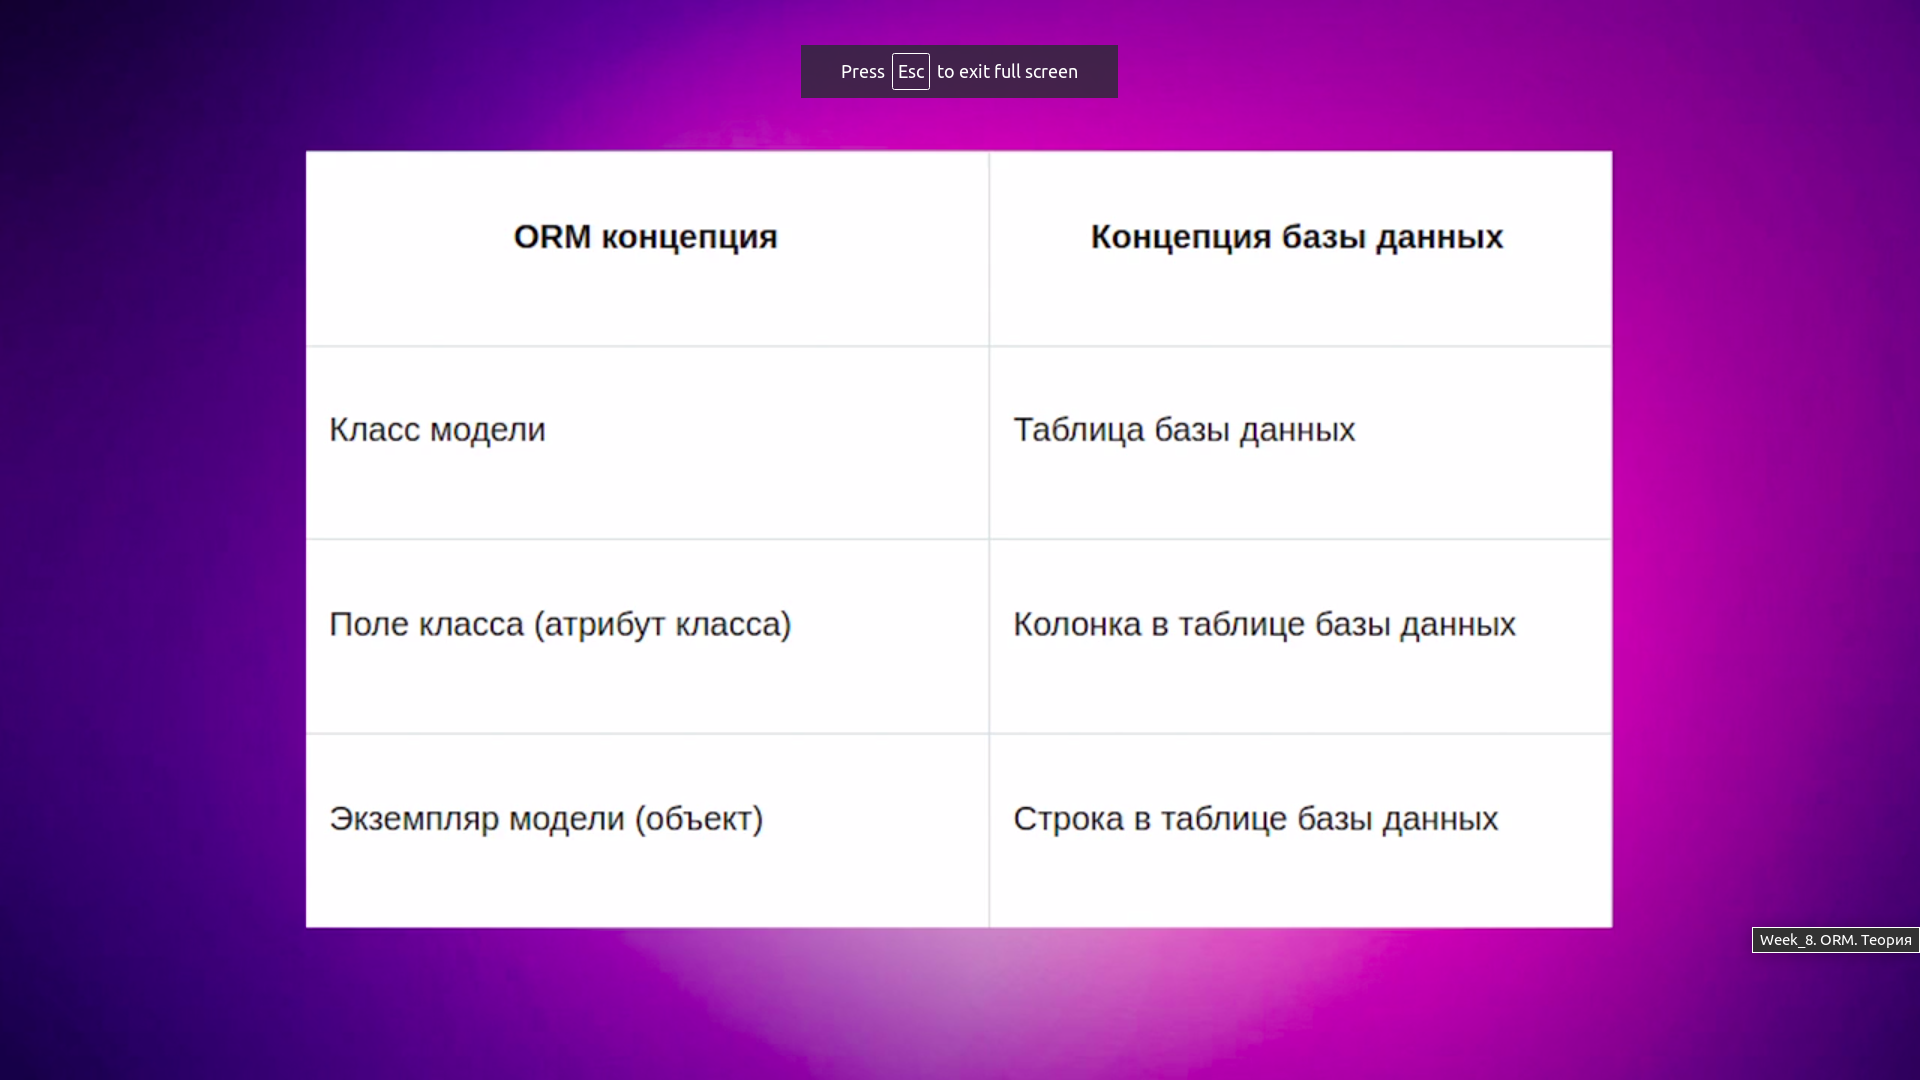 Press Esc to exit full screen
ORM концепция
Концепция базы данных
Класс модели
Таблица базы данных
Поле класса (атрибут класса)
Колонка в таблице базы данных
Экземпляр модели (объект)
Строка в таблице базы данных
Week_8. ORM. Теория